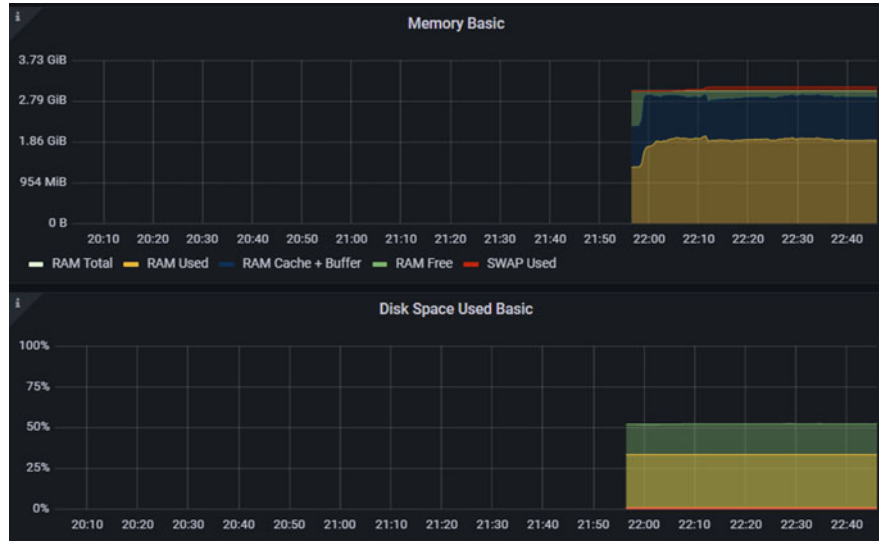 i
Memory Basic
3.73 GiB
2.79 GiB
1.86 GiB
954 MiB
0 B
20:10 20:20 20:30 20:40 20:50 21:00 21:10 21:20 21:30 21:40 21:50 22:00 22:10 22:20 22:30 22:40
RAM Total RAM Used RAM Cache + Buffer RAM Free SWAP Used
i
Disk Space Used Basic
100%
75%
50%
25%
0%
20:10 20:20 20:30 20:40 20:50 21:00 21:10 21:20 21:30 21:40 21:50 22:00 22:10 22:20 22:30 22:40